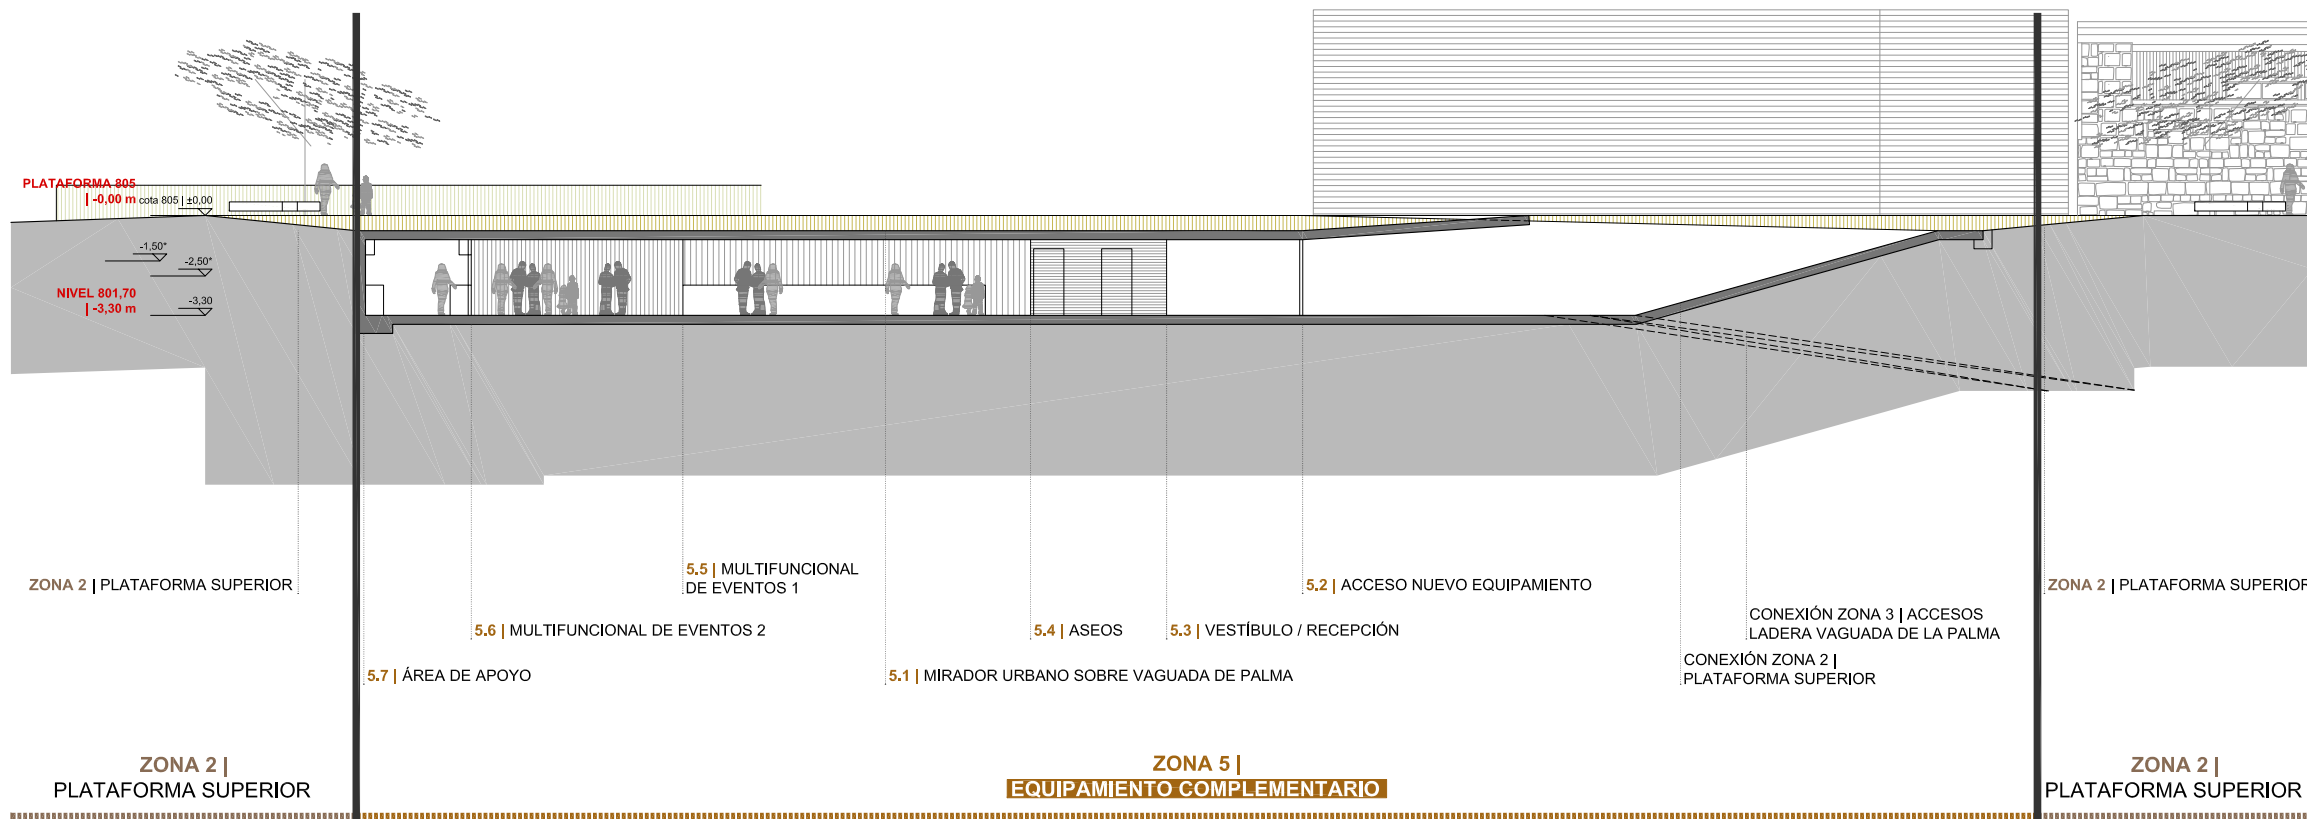 PLATAFORMA 805
| -0,00 m
cota 805 | ±0,00
-1,50*
-2,50*
NIVEL 801,70
| -3,30 m
-3,30
ZONA 2 | PLATAFORMA SUPERIOR
5.5 | MULTIFUNCIONAL
DE EVENTOS 1
5.2 | ACCESO NUEVO EQUIPAMIENTO
ZONA 2 | PLATAFORMA SUPERIOR
5.6 | MULTIFUNCIONAL DE EVENTOS 2
5.4 | ASEOS
5.3 | VESTÍBULO / RECEPCIÓN
CONEXIÓN ZONA 3 | ACCESOS
LADERA VAGUADA DE LA PALMA
5.7 | ÁREA DE APOYO
5.1 | MIRADOR URBANO SOBRE VAGUADA DE PALMA
CONEXIÓN ZONA 2 |
PLATAFORMA SUPERIOR
ZONA 2 |
PLATAFORMA SUPERIOR
ZONA 5 |
EQUIPAMIENTO COMPLEMENTARIO
ZONA 2 |
PLATAFORMA SUPERIOR